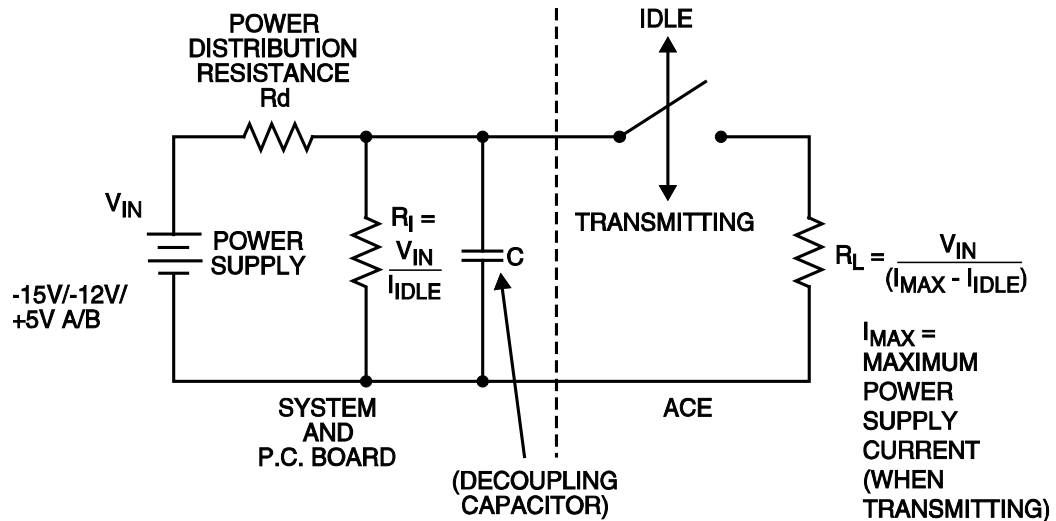 POWER
DISTRIBUTION
RESISTANCE
Rd
IDLE
VIN
POWER
SUPPLY
-15V/-12V/
+5V A/B
RI =
VIN
IIDLE
C
TRANSMITTING
RL = VIN
(IMAX - IIDLE)
IMAX =
MAXIMUM
POWER
SUPPLY
CURRENT
(WHEN
TRANSMITTING)
SYSTEM
AND
P.C. BOARD
ACE
(DECOUPLING
CAPACITOR)